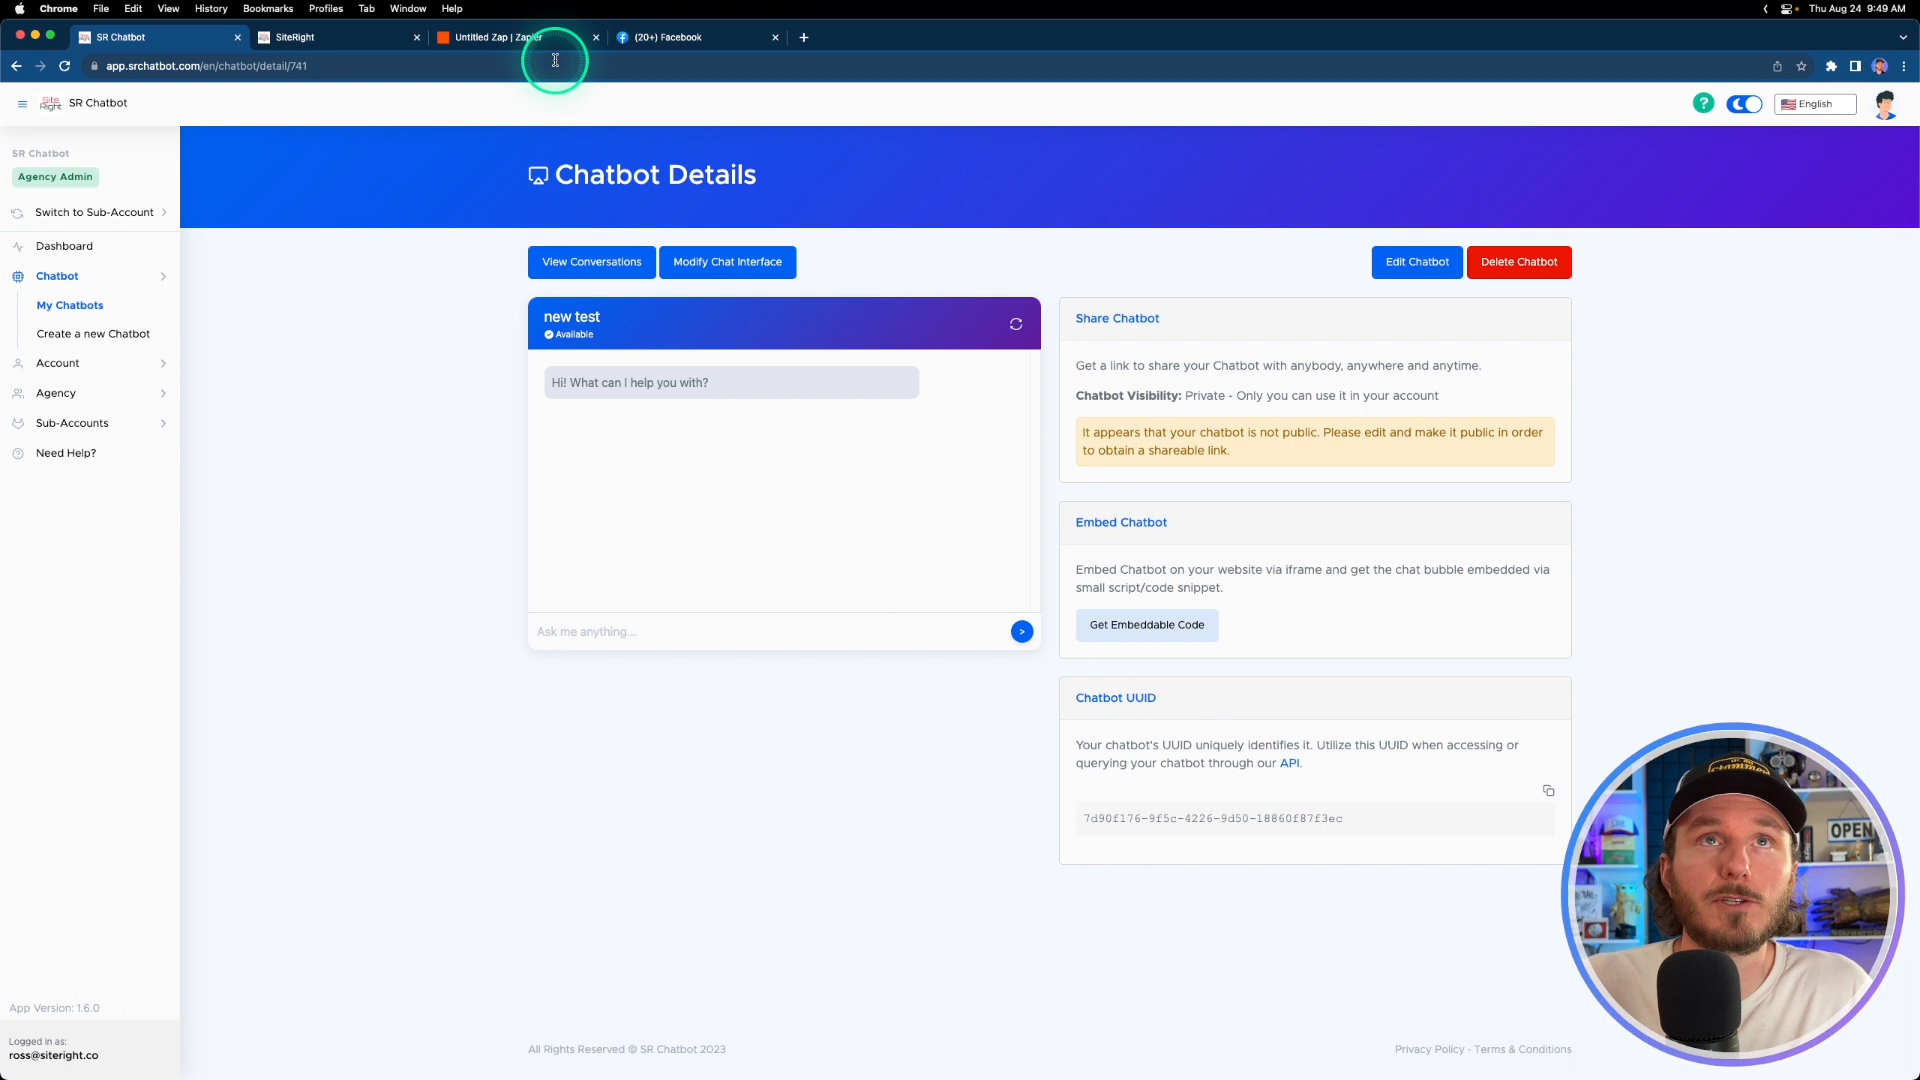 Chrome File Edit View History Bookmarks Profiles Tab Window Help Thu Aug 24 9:49 AM
SR Chatbot SiteRight Untitled Zap | Zapier (20+) Facebook
app.srchatbot.com/en/chatbot/detail/741
Site Right SR Chatbot ? English
SR Chatbot
Agency Admin
Switch to Sub-Account
Dashboard
Chatbot
My Chatbots
Create a new Chatbot
Account
Agency
Sub-Accounts
Need Help?
App Version: 1.6.0
Logged in as:
ross@siteright.co
Chatbot Details
View Conversations Modify Chat Interface Edit Chatbot Delete Chatbot
new test
Available
Hi! What can I help you with?
Ask me anything...
>
Share Chatbot
Get a link to share your Chatbot with anybody, anywhere and anytime.
Chatbot Visibility: Private - Only you can use it in your account
It appears that your chatbot is not public. Please edit and make it public in order
to obtain a shareable link.
Embed Chatbot
Embed Chatbot on your website via iframe and get the chat bubble embedded via
small script/code snippet.
Get Embeddable Code
Chatbot UUID
Your chatbot's UUID uniquely identifies it. Utilize this UUID when accessing or
querying your chatbot through our API.
7d90f176-9f5c-4226-9d50-18860f87f3ec
OPEN
All Rights Reserved © SR Chatbot 2023
Privacy Policy - Terms & Conditions